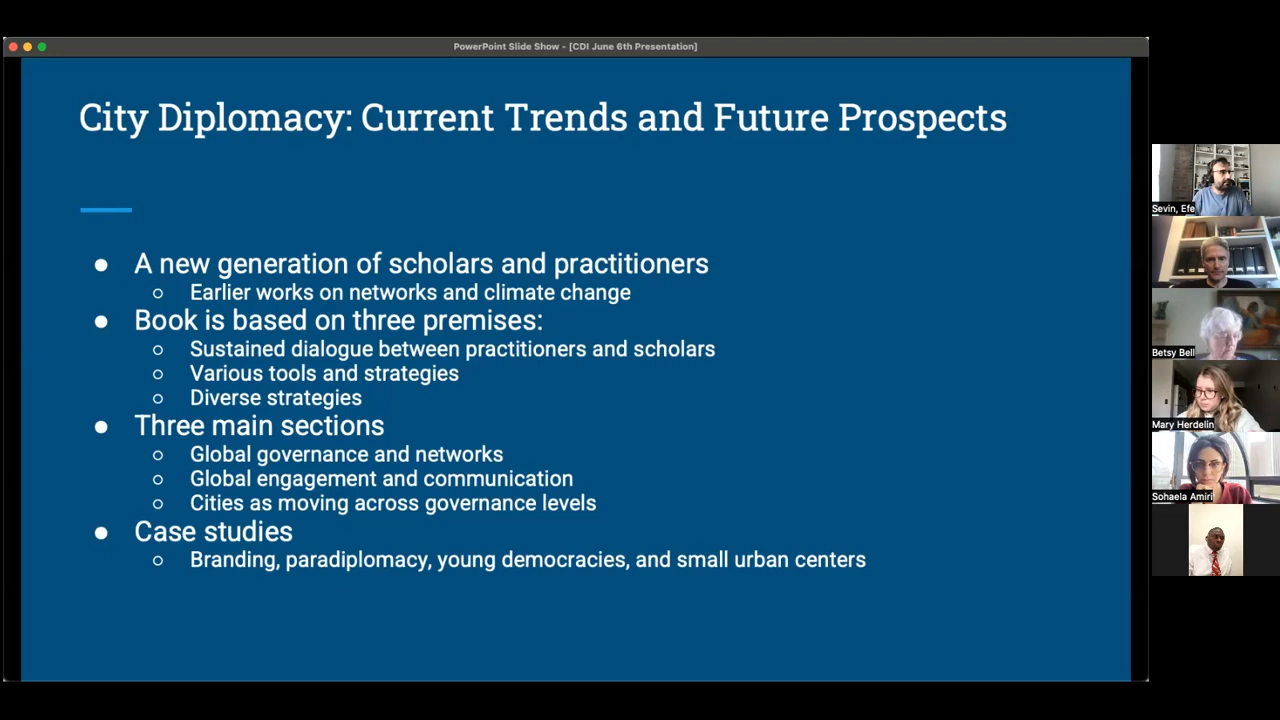 PowerPoint Slide Show - [CDI June 6th Presentation]
City Diplomacy: Current Trends and Future Prospects
● A new generation of scholars and practitioners
○ Earlier works on networks and climate change
● Book is based on three premises:
○ Sustained dialogue between practitioners and scholars
○ Various tools and strategies
○ Diverse strategies
● Three main sections
○ Global governance and networks
○ Global engagement and communication
○ Cities as moving across governance levels
● Case studies
○ Branding, paradiplomacy, young democracies, and small urban centers
Sevin, Efe
Betsy Bell
Mary Herdelin
Sohaela Amiri